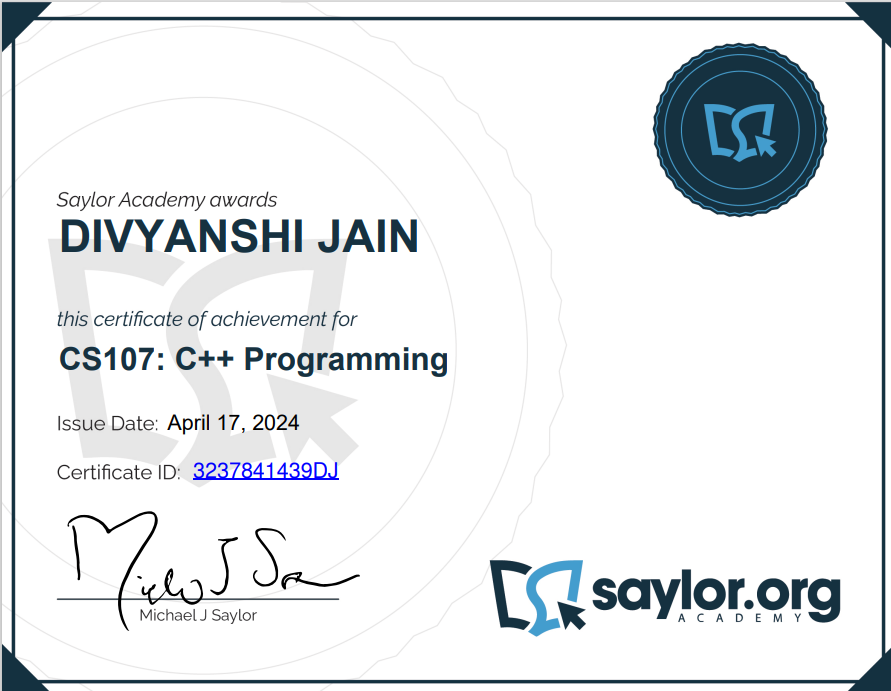 Saylor Academy awards
DIVYANSHI JAIN
this certificate of achievement for
CS107: C++ Programming
Issue Date: April 17, 2024
Certificate ID: 3237841439DJ
Michael J Saylor
saylor.org
ACADEMY